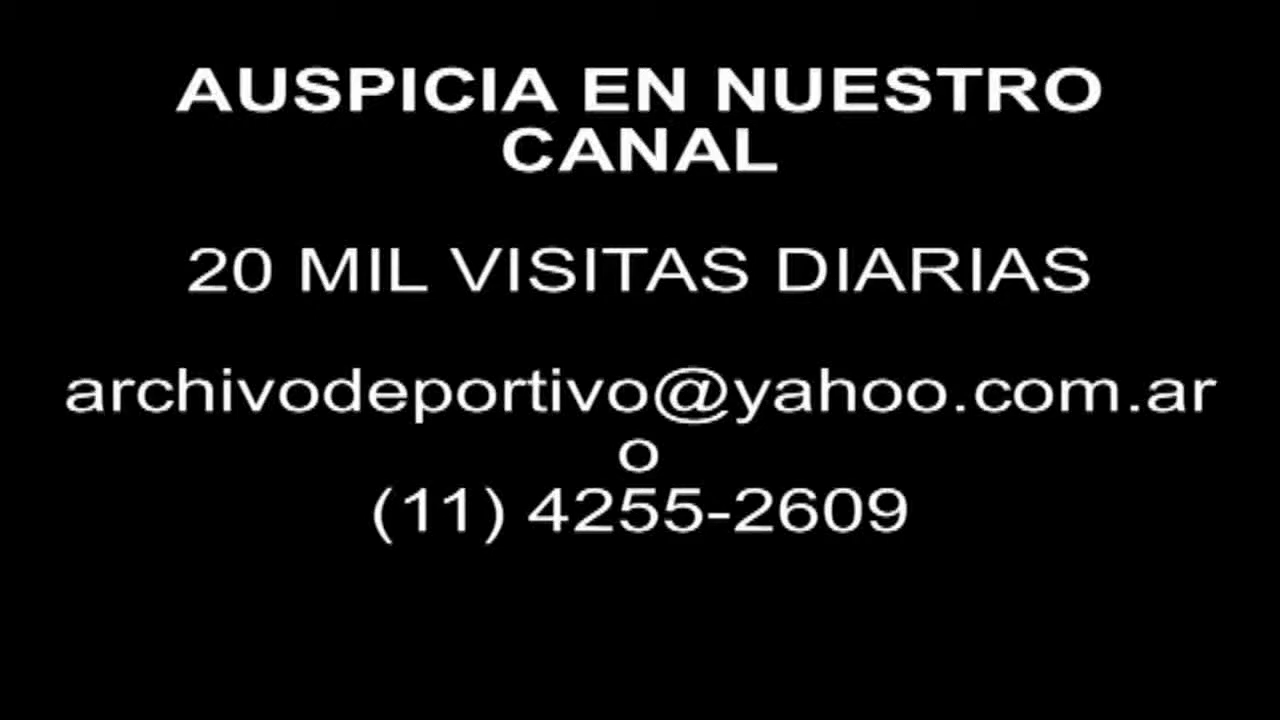 AUSPICIA EN NUESTRO
CANAL
20 MIL VISITAS DIARIAS
archivodeportivo@yahoo.com.ar
o
(11) 4255-2609